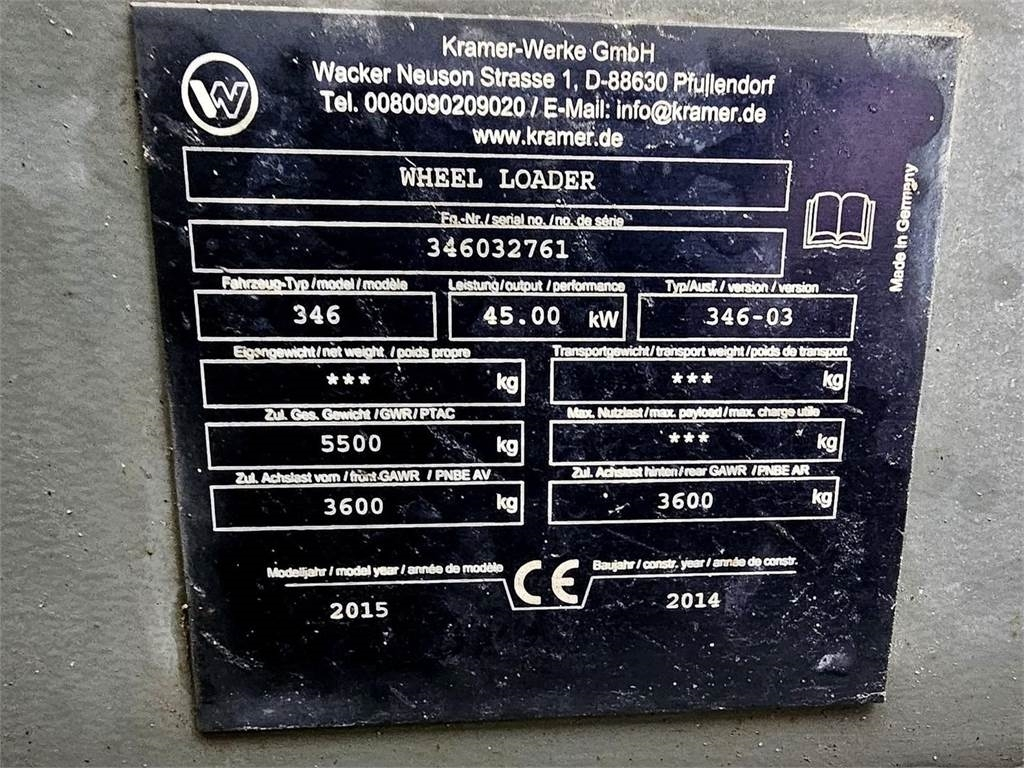 Kramer-Werke GmbH
Wacker Neuson Strasse 1, D-88630 Pfullendorf
Tel. 0080090209020 / E-Mail: info@kramer.de
www.kramer.de
WHEEL LOADER
Fg.-Nr. / serial no. / no. de série
346032761
Made in Germany
Fahrzeug-Typ / model / modèle Leistung / output / performance Typ/Ausf. / version / version
346 45.00 kW 346-03
Eigengewicht / net weight. / poids propre Transportgewicht / transport weight / poids de transport
*** kg *** kg
Zul. Ges. Gewicht / GWR / PTAC Max. Nutzlast / max. payload / max. charge utile
5500 kg *** kg
Zul. Achslast vorn / front GAWR / PNBE AV Zul. Achslast hinten / rear GAWR / PNBE AR
3600 kg 3600 kg
Modelljahr / model year / année de modèle CE Baujahr / constr. year / année de constr.
2015 2014